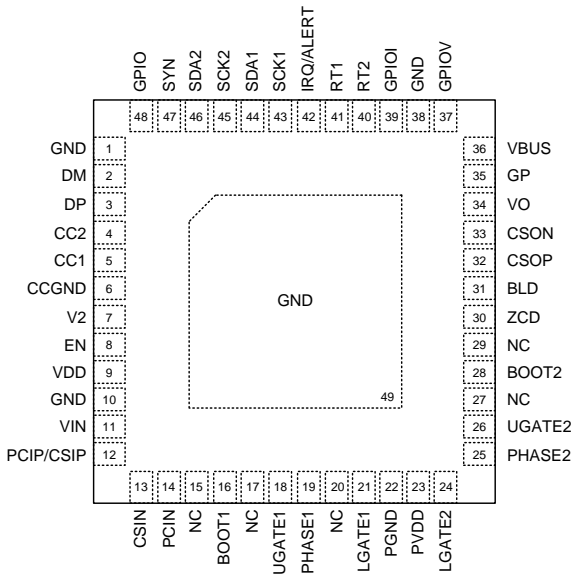 GPIO
SYN
SDA2
SCK2
SDA1
SCK1
IRQ/ALERT
RT1
RT2
GPIOI
GND
GPIOV
48 47 46 45 44 43 42 41 40 39 38 37
GND 1 36 VBUS
DM 2 35 GP
DP 3 34 VO
CC2 4 33 CSON
CC1 5 32 CSOP
CCGND 6 31 BLD
GND
V2 7 30 ZCD
EN 8 29 NC
VDD 9 28 BOOT2
GND 10 49 27 NC
VIN 11 26 UGATE2
PCIP/CSIP 12 25 PHASE2
13 14 15 16 17 18 19 20 21 22 23 24
CSIN
PCIN
NC
BOOT1
NC
UGATE1
PHASE1
NC
LGATE1
PGND
PVDD
LGATE2